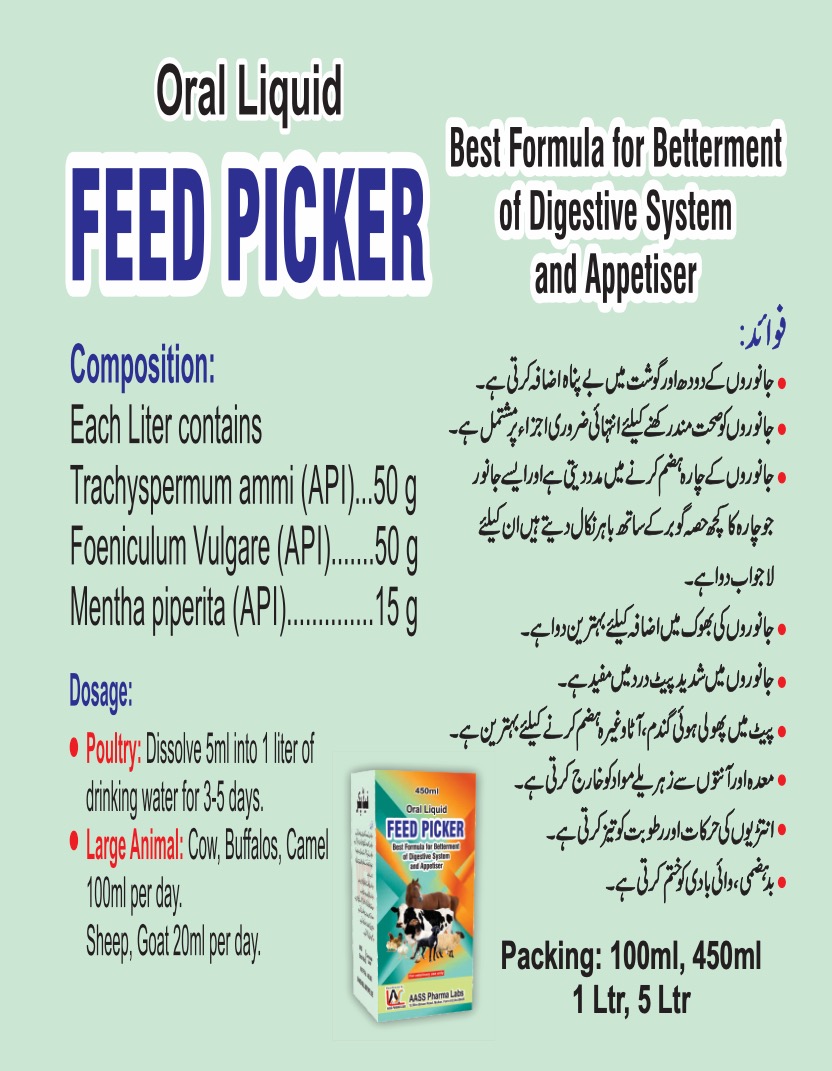 Oral Liquid
FEED PICKER
Best Formula for Betterment
of Digestive System
and Appetiser
Composition:
Each Liter contains
Trachyspermum ammi (API)...50 g
Foeniculum Vulgare (API).......50 g
Mentha piperita (API)..............15 g
Dosage:
• Poultry: Dissolve 5ml into 1 liter of
drinking water for 3-5 days.
• Large Animal: Cow, Buffalos, Camel
100ml per day.
Sheep, Goat 20ml per day.
فوائد:
• جانوروں کے دودھ اور گوشت میں بے پناہ اضافہ کرتی ہے۔
• جانوروں کو صحت مند رکھنے کیلئے انتہائی ضروری اجزاء پر مشتمل ہے۔
• جانوروں کے چارہ ہضم کرنے میں مدد دیتی ہے اور ایسے جانور
جو چارہ کا کچھ حصہ گوبر کے ساتھ باہر نکال دیتے ہیں ان کیلئے
لاجواب دوا ہے۔
• جانوروں کی بھوک میں اضافہ کیلئے بہترین دوا ہے۔
• جانوروں میں شدید پیٹ درد میں مفید ہے۔
• پیٹ میں پھولی ہوئی گندم، آٹا وغیرہ ہضم کرنے کیلئے بہترین ہے۔
• معدہ اور آنتوں سے زہریلے مواد کو خارج کرتی ہے۔
• انتڑیوں کی حرکات اور رطوبت کو تیز کرتی ہے۔
• بدہضمی، وائی بادی کو ختم کرتی ہے۔
450ml
Oral Liquid
FEED PICKER
Best Formula for Betterment
of Digestive System
and Appetiser
AASS Pharma Labs
Packing: 100ml, 450ml
1 Ltr, 5 Ltr